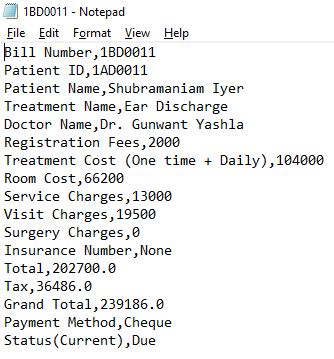 1BD0011 - Notepad
File Edit Format View Help
Bill Number,1BD0011
Patient ID,1AD0011
Patient Name,Shubramaniam Iyer
Treatment Name,Ear Discharge
Doctor Name,Dr. Gunwant Yashla
Registration Fees,2000
Treatment Cost (One time + Daily),104000
Room Cost,66200
Service Charges,13000
Visit Charges,19500
Surgery Charges,0
Insurance Number,None
Total,202700.0
Tax,36486.0
Grand Total,239186.0
Payment Method,Cheque
Status(Current),Due